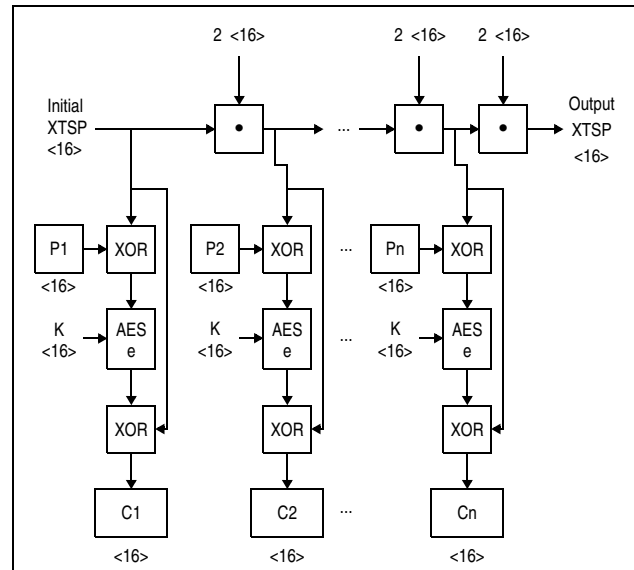 2 <16> 2 <16> 2 <16>
Initial
XTSP
<16>
• ... • •
Output
XTSP
<16>
P1 XOR P2 XOR ... Pn XOR
<16> <16> <16>
K
<16>
AES
e
K
<16>
AES
e
...
K
<16>
AES
e
XOR XOR XOR
C1 C2 ... Cn
<16> <16> <16>